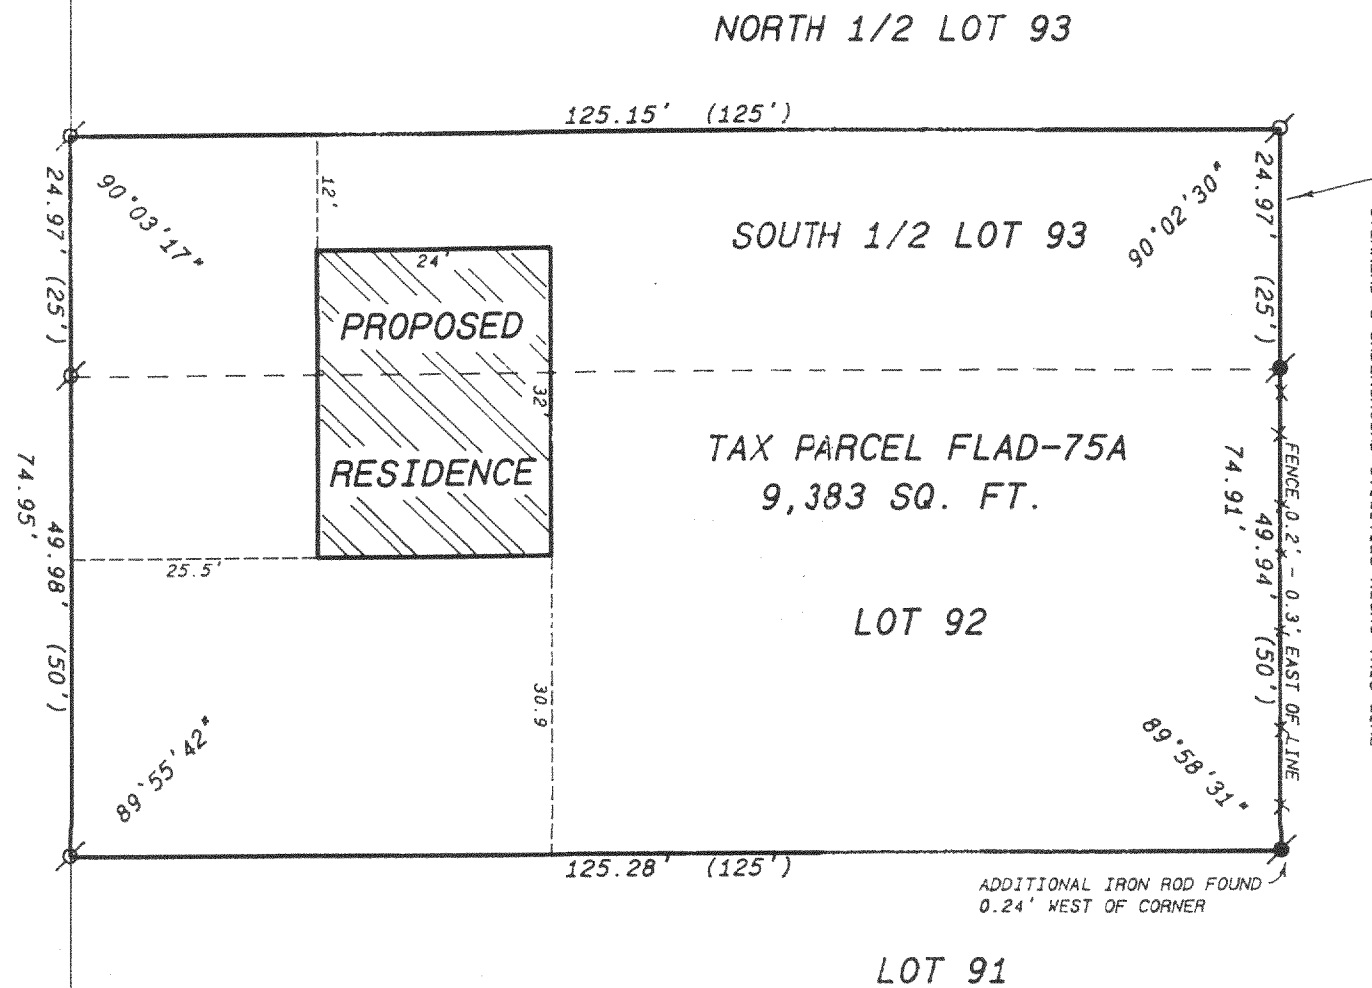 NORTH 1/2 LOT 93
125.15' (125')
24.97' (25')
90°03'17"
12'
24'
PROPOSED
RESIDENCE
32'
SOUTH 1/2 LOT 93
90°02'30"
24.97' (25')
TAX PARCEL FLAD-75A
9,383 SQ. FT.
LOT 92
74.95'
49.98' (50')
25.5'
30.9
89°55'42"
74.91'
49.94' (50')
FENCE 0.2' - 0.3' EAST OF LINE
89°58'31"
125.28' (125')
ADDITIONAL IRON ROD FOUND
0.24' WEST OF CORNER
LOT 91